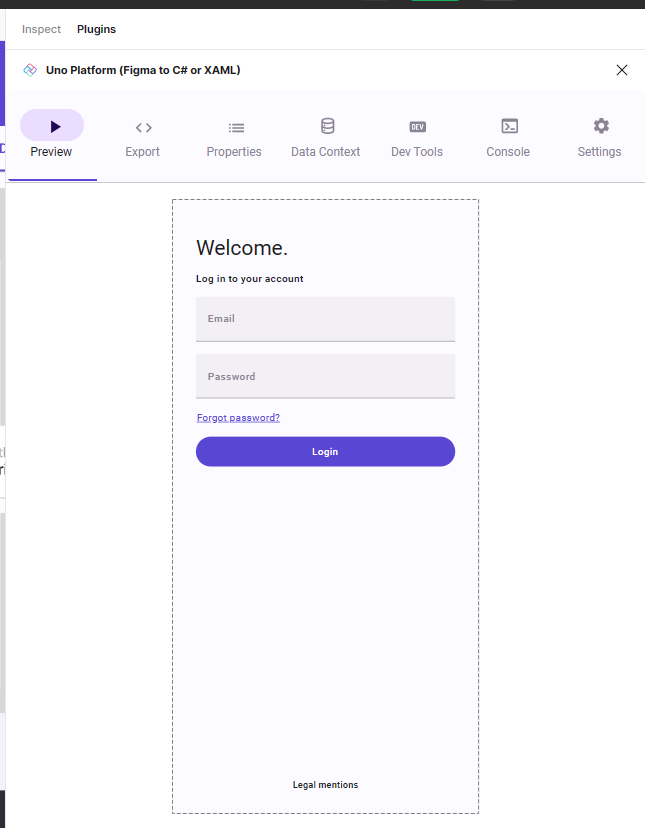 Inspect Plugins
Uno Platform (Figma to C# or XAML)
Preview Export Properties Data Context DEV Dev Tools Console Settings
Welcome.
Log in to your account
Email
Password
Forgot password?
Login
Legal mentions